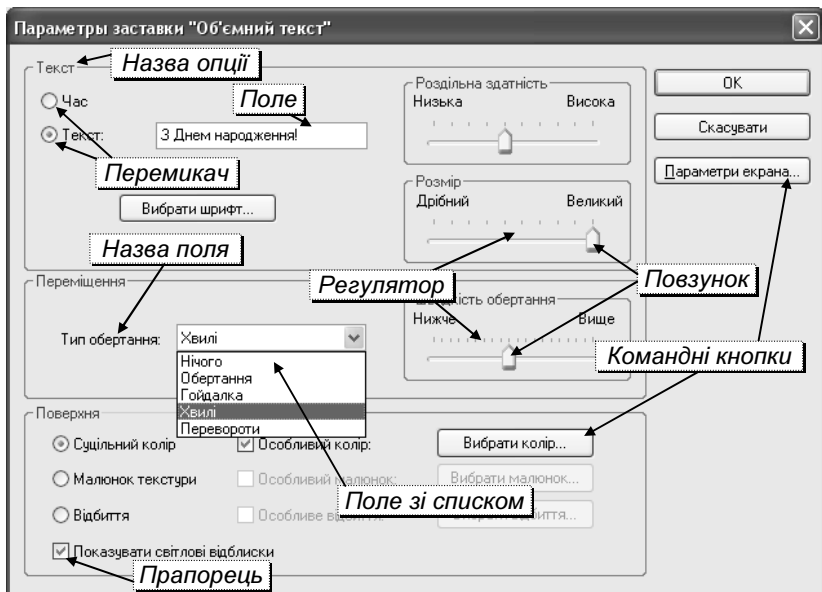 Параметры заставки "Об'ємний текст"
Текст
Назва опції
Час
Поле
Текст:
З Днем народження!
Перемикач
Вибрати шрифт...
Назва поля
Роздільна здатність
Низька Висока
Розмір
Дрібний Великий
OK
Скасувати
Параметри екрана...
Переміщення
Регулятор
Повзунок
обертання
Нижче Вище
Тип обертання:
Хвилі
Нічого
Обертання
Гойдалка
Хвилі
Перевороти
Командні кнопки
Поверхня
Суцільний колір
Особливий колір:
Вибрати колір...
Малюнок текстури
Особливий малюнок:
Вибрати малюнок...
Поле зі списком
Відбиття
Особливе
Показувати світлові відблиски
Прапорець